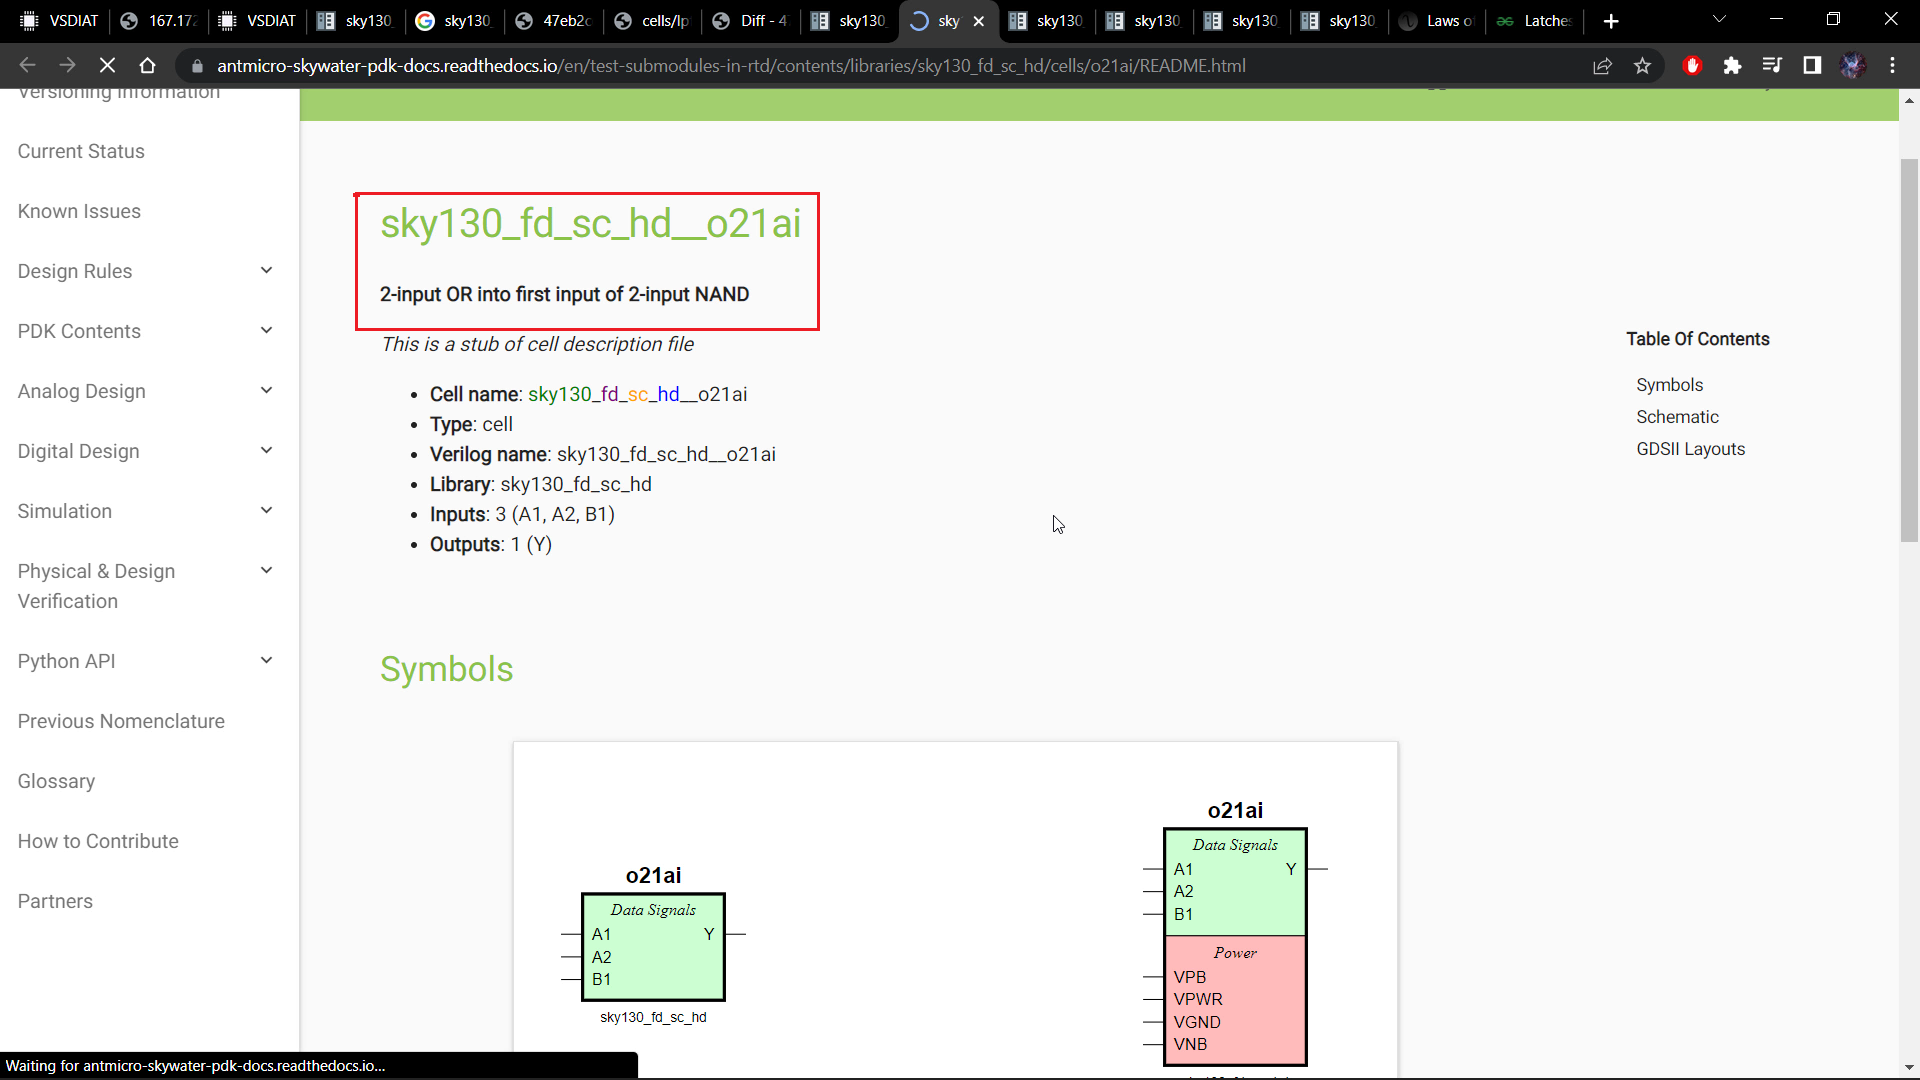 VSDIAT
167.172
VSDIAT
sky130
sky130
47eb2c
cells/lp
Diff - 47
sky130
sky
sky130
sky130
sky130
sky130
Laws o
Latches
antmicro-skywater-pdk-docs.readthedocs.io/en/test-submodules-in-rtd/contents/libraries/sky130_fd_sc_hd/cells/o21ai/README.html
Versioning Information
Current Status
Known Issues
Design Rules
PDK Contents
Analog Design
Digital Design
Simulation
Physical & Design
Verification
Python API
Previous Nomenclature
Glossary
How to Contribute
Partners
sky130_fd_sc_hd__o21ai
2-input OR into first input of 2-input NAND
This is a stub of cell description file
• Cell name: sky130_fd_sc_hd__o21ai
• Type: cell
• Verilog name: sky130_fd_sc_hd__o21ai
• Library: sky130_fd_sc_hd
• Inputs: 3 (A1, A2, B1)
• Outputs: 1 (Y)
Table Of Contents
Symbols
Schematic
GDSII Layouts
Symbols
o21ai
Data Signals
A1 Y
A2
B1
sky130_fd_sc_hd
o21ai
Data Signals
A1 Y
A2
B1
Power
VPB
VPWR
VGND
VNB
Waiting for antmicro-skywater-pdk-docs.readthedocs.io...